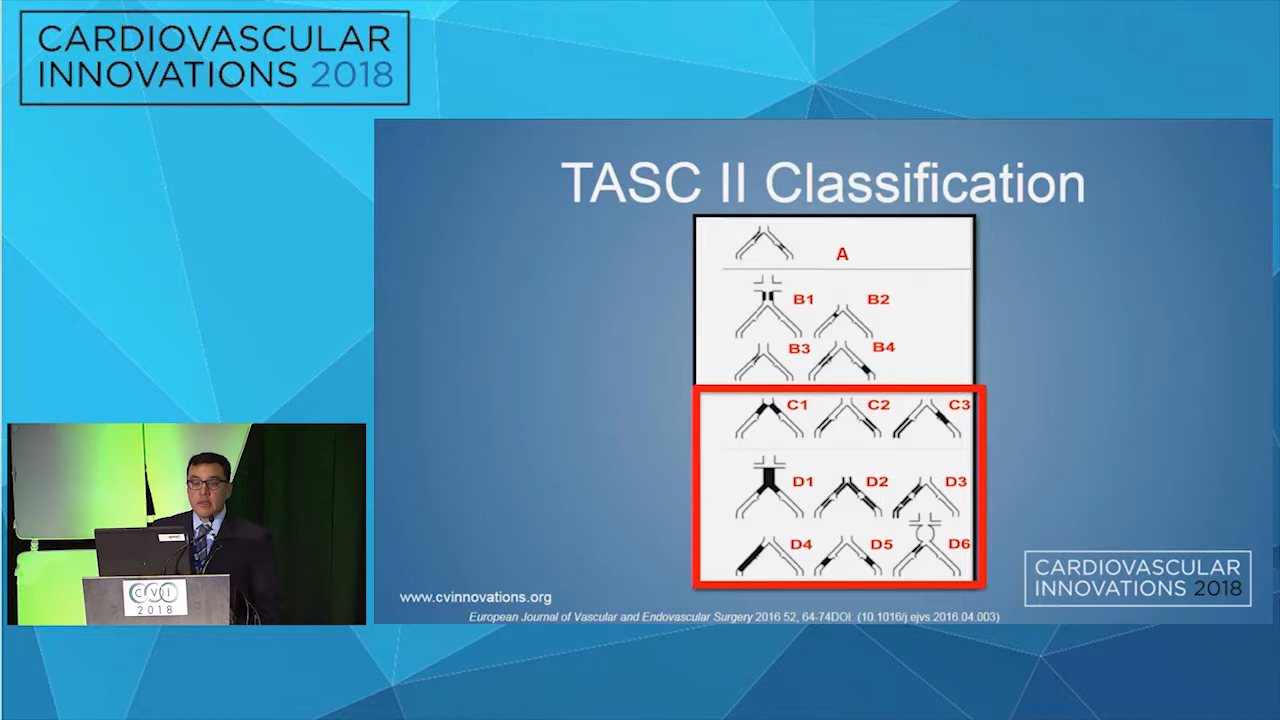 CARDIOVASCULAR
INNOVATIONS 2018
TASC II Classification
A
B1 B2
B3 B4
C1 C2 C3
D1 D2 D3
D4 D5 D6
CARDIOVASCULAR
INNOVATIONS 2018
www.cvinnovations.org
European Journal of Vascular and Endovascular Surgery 2016 52, 64-74DOI: (10.1016/j.ejvs.2016.04.003)
CVI
2018